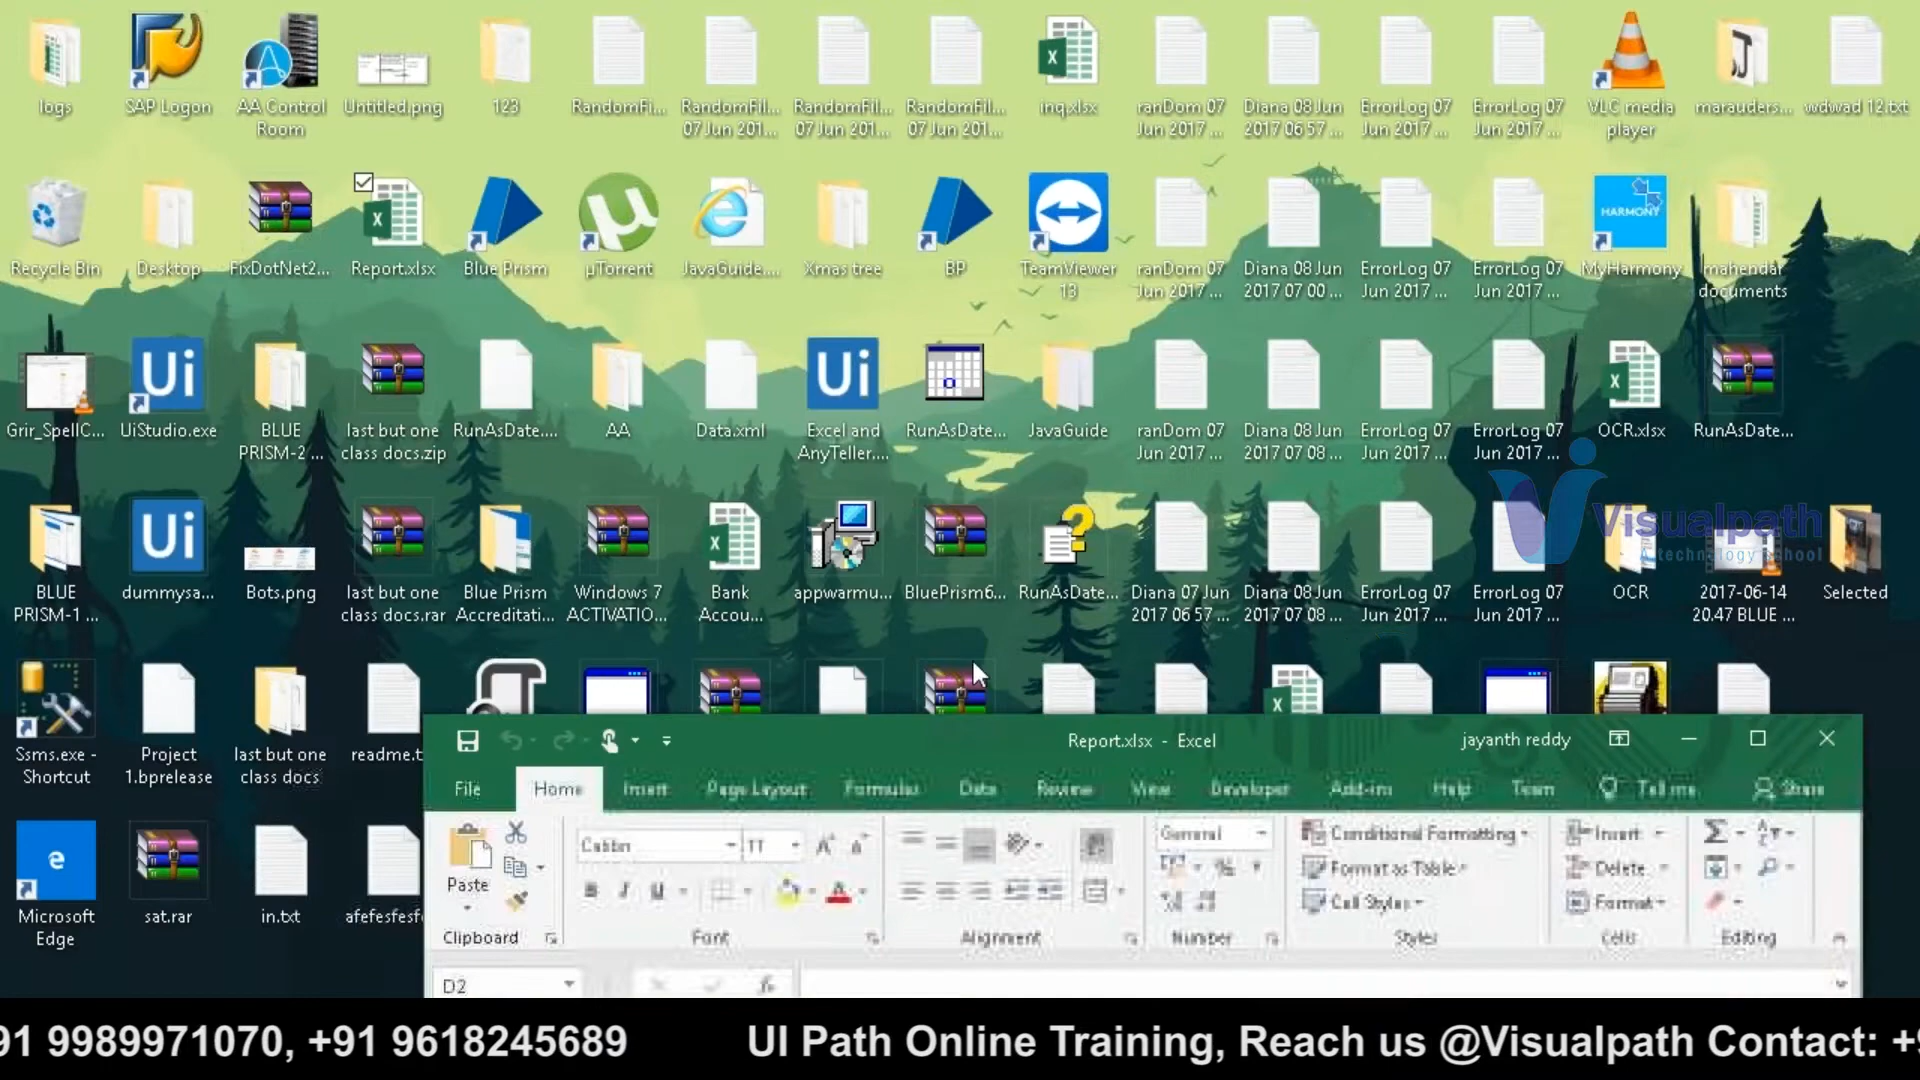 logs
SAP Logon
AA Control
Room
Untitled.png
123
RandomFi...
RandomFil...
07 Jun 201...
RandomFil...
07 Jun 201...
RandomFil...
07 Jun 201...
inq.xlsx
ranDom 07
Jun 2017 ...
Diana 08 Jun
2017 06 57 ...
ErrorLog 07
Jun 2017 ...
ErrorLog 07
Jun 2017 ...
VLC media
player
marauders...
wdwad 12.txt
Recycle Bin
Desktop
FixDotNet2...
Report.xlsx
Blue Prism
µTorrent
JavaGuide....
Xmas tree
BP
TeamViewer
13
ranDom 07
Jun 2017 ...
Diana 08 Jun
2017 07 00 ...
ErrorLog 07
Jun 2017 ...
ErrorLog 07
Jun 2017 ...
HARMONY
MyHarmony
mahendar
documents
Grir_SpellC...
UiStudio.exe
BLUE
PRISM-2 ...
last but one
class docs.zip
RunAsDate....
AA
Data.xml
Excel and
AnyTeller....
RunAsDate...
JavaGuide
ranDom 07
Jun 2017 ...
Diana 08 Jun
2017 07 08 ...
ErrorLog 07
Jun 2017 ...
ErrorLog 07
Jun 2017 ...
OCR.xlsx
RunAsDate...
Visualpath
A technology school
BLUE
PRISM-1 ...
dummysa...
Bots.png
last but one
class docs.rar
Blue Prism
Accreditati...
Windows 7
ACTIVATIO...
Bank
Accou...
appwarmu...
BluePrism6...
RunAsDate...
Diana 07 Jun
2017 06 57 ...
Diana 08 Jun
2017 07 08 ...
ErrorLog 07
Jun 2017 ...
ErrorLog 07
Jun 2017 ...
OCR
2017-06-14
20.47 BLUE ...
Selected
Ssms.exe -
Shortcut
Project
1.bprelease
last but one
class docs
readme.t
Report.xlsx - Excel
jayanth reddy
File Home Insert Page Layout Formulas Data Review View Developer Add-ins Help Team Tell me Share
Microsoft
Edge
sat.rar
in.txt
afefesfesf
Paste
Calibri 11
B I U
General
Conditional Formatting
Format as Table
Cell Styles
Insert
Delete
Format
Clipboard Font Alignment Number Styles Cells Editing
D2
91 9989971070, +91 9618245689 UI Path Online Training, Reach us @Visualpath Contact: +9